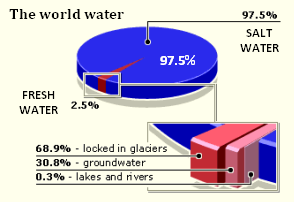 The world water
97.5%
SALT
WATER
97.5%
FRESH
WATER
2.5%
68.9% - locked in glaciers
30.8% - groundwater
0.3% - lakes and rivers